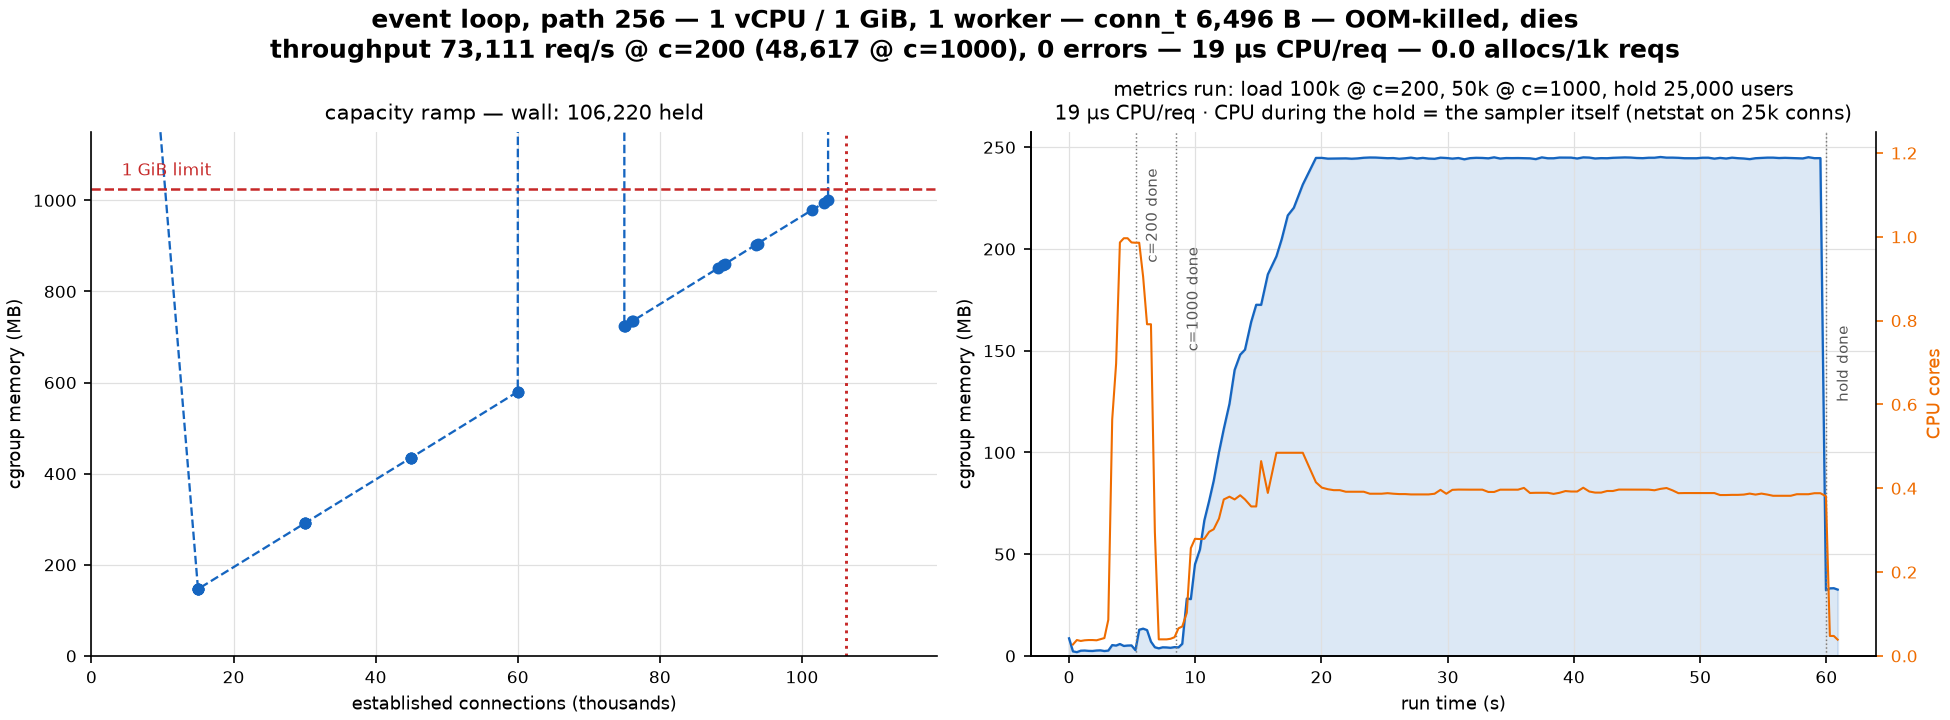 event loop, path 256 — 1 vCPU / 1 GiB, 1 worker — conn_t 6,496 B — OOM-killed, dies
throughput 73,111 req/s @ c=200 (48,617 @ c=1000), 0 errors — 19 µs CPU/req — 0.0 allocs/1k reqs
capacity ramp — wall: 106,220 held
1 GiB limit
cgroup memory (MB)
1000
800
600
400
200
0
0 20 40 60 80 100
established connections (thousands)
metrics run: load 100k @ c=200, 50k @ c=1000, hold 25,000 users
19 µs CPU/req · CPU during the hold = the sampler itself (netstat on 25k conns)
cgroup memory (MB)
250
200
150
100
50
0
c=200 done
c=1000 done
hold done
1.2
1.0
0.8
0.6
0.4
0.2
0.0
CPU cores
0 10 20 30 40 50 60
run time (s)